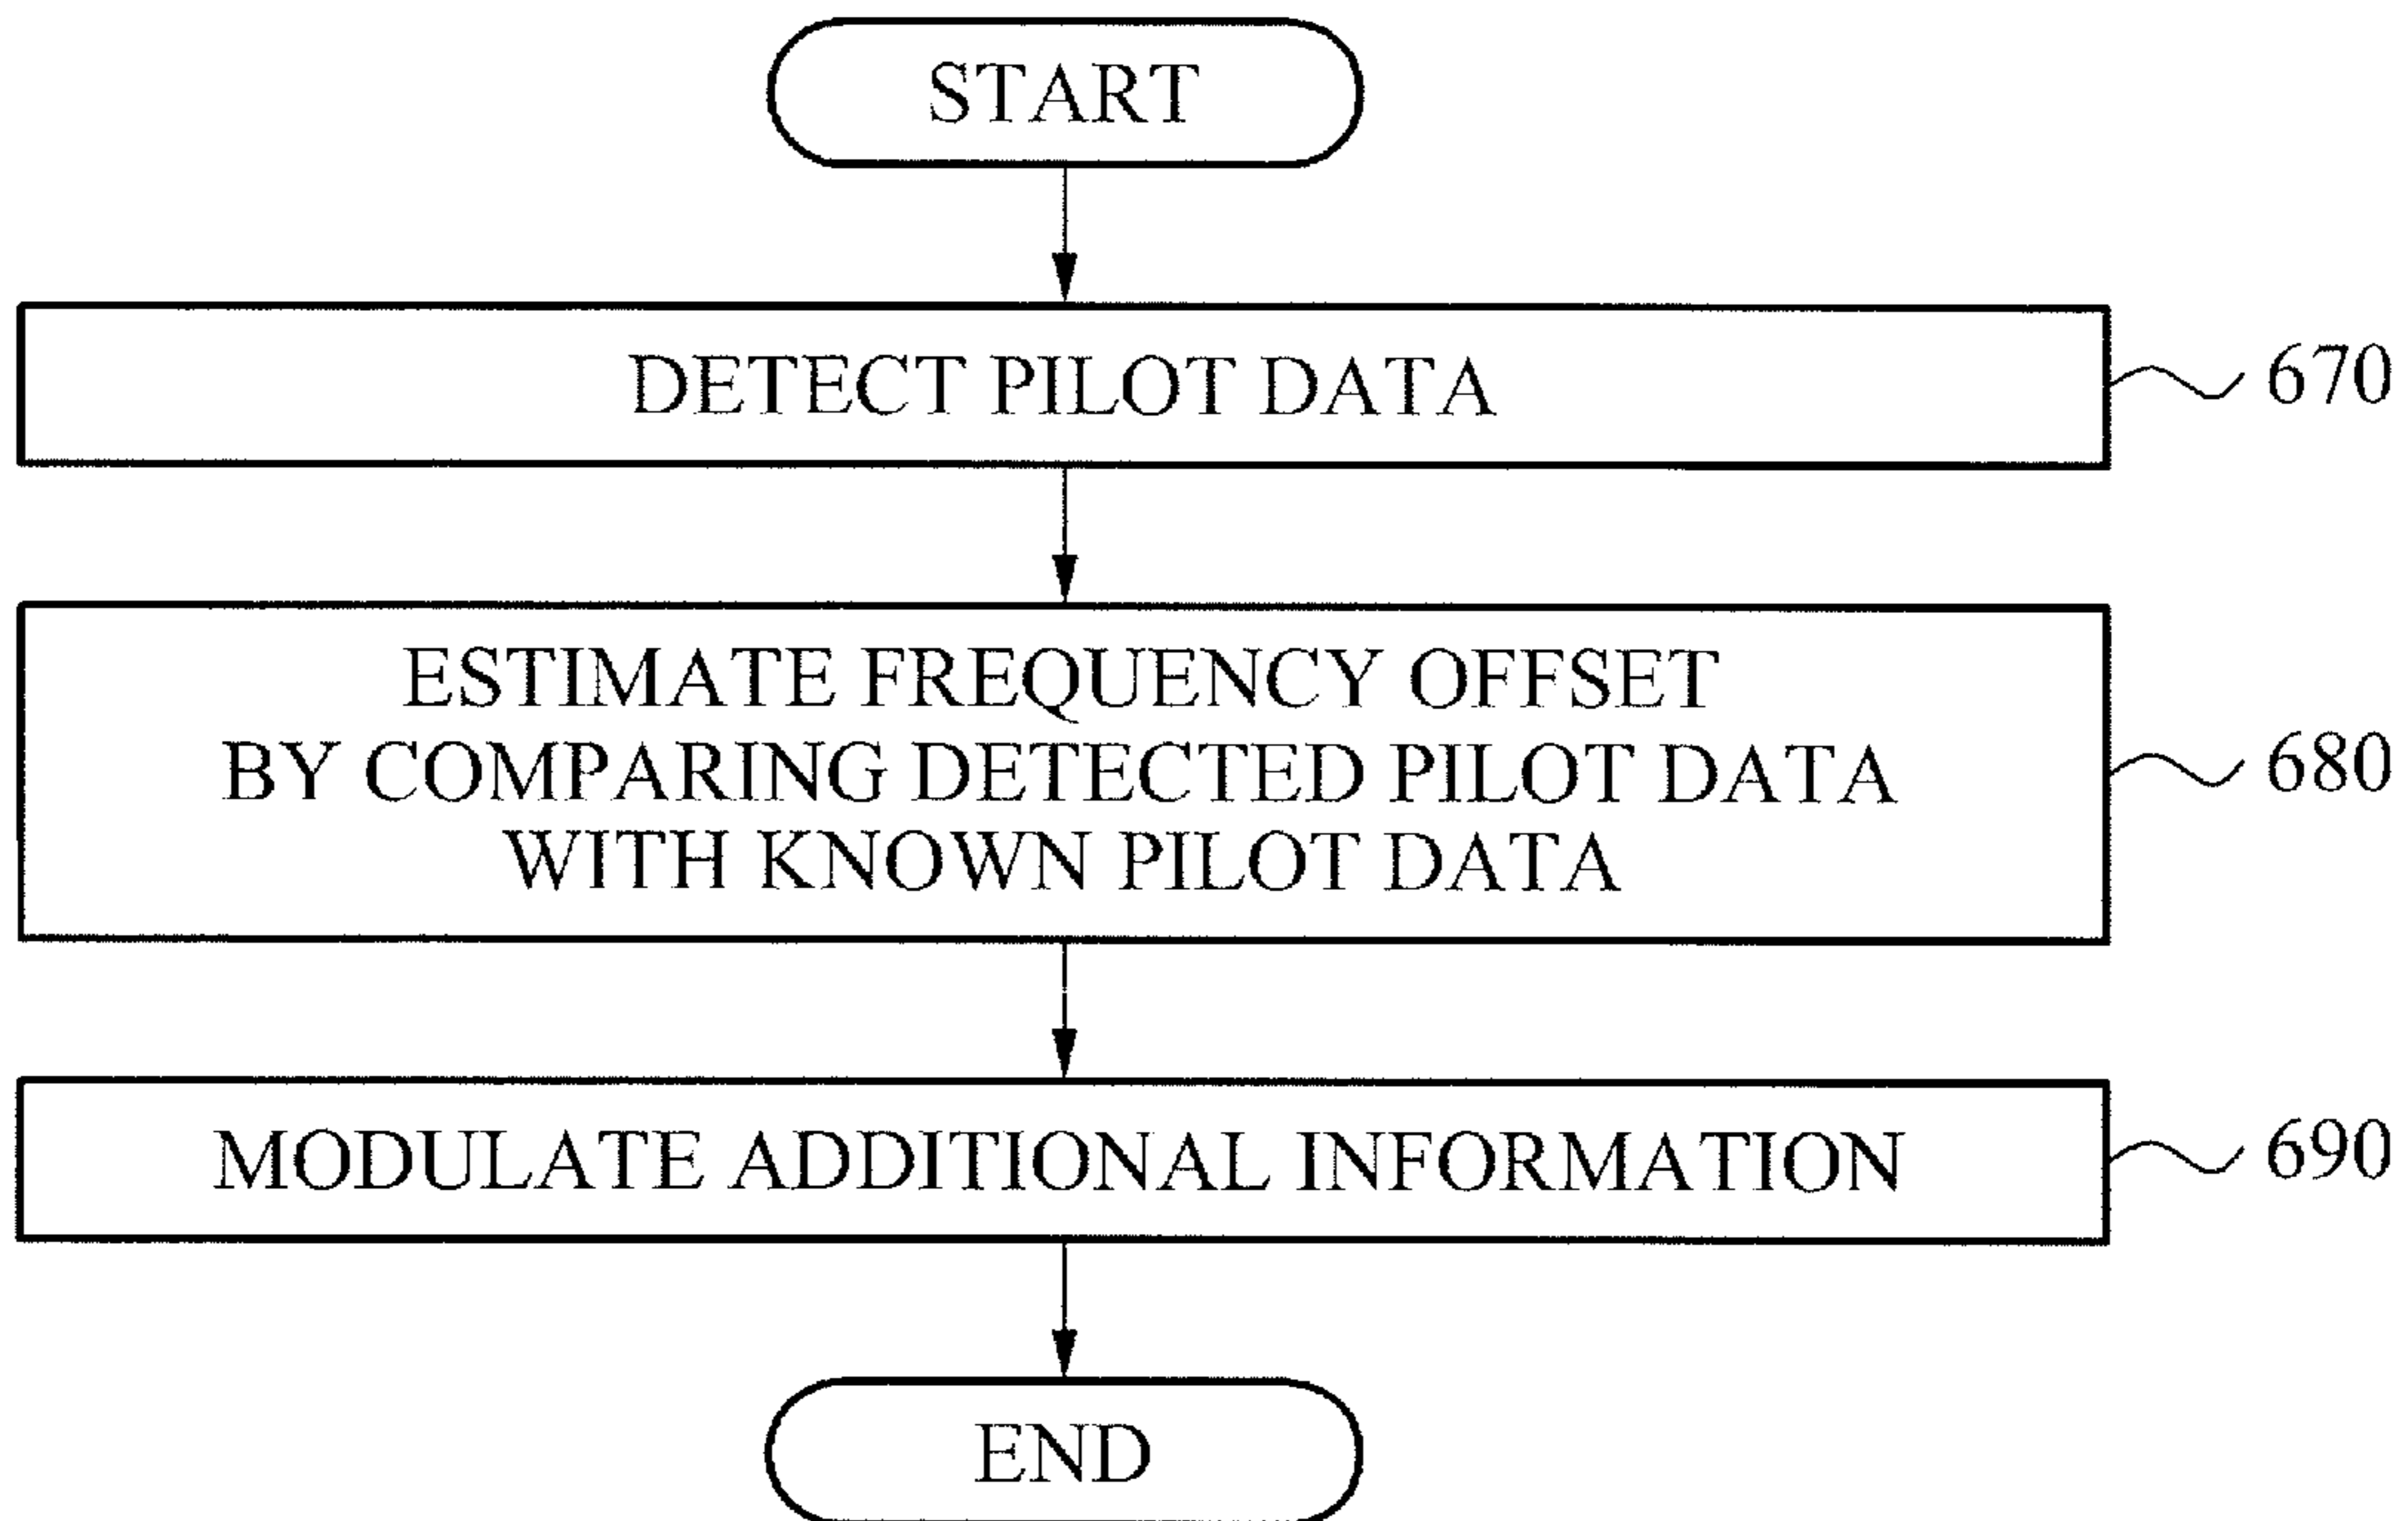 START
DETECT PILOT DATA
670
ESTIMATE FREQUENCY OFFSET
BY COMPARING DETECTED PILOT DATA
WITH KNOWN PILOT DATA
680
MODULATE ADDITIONAL INFORMATION
690
END